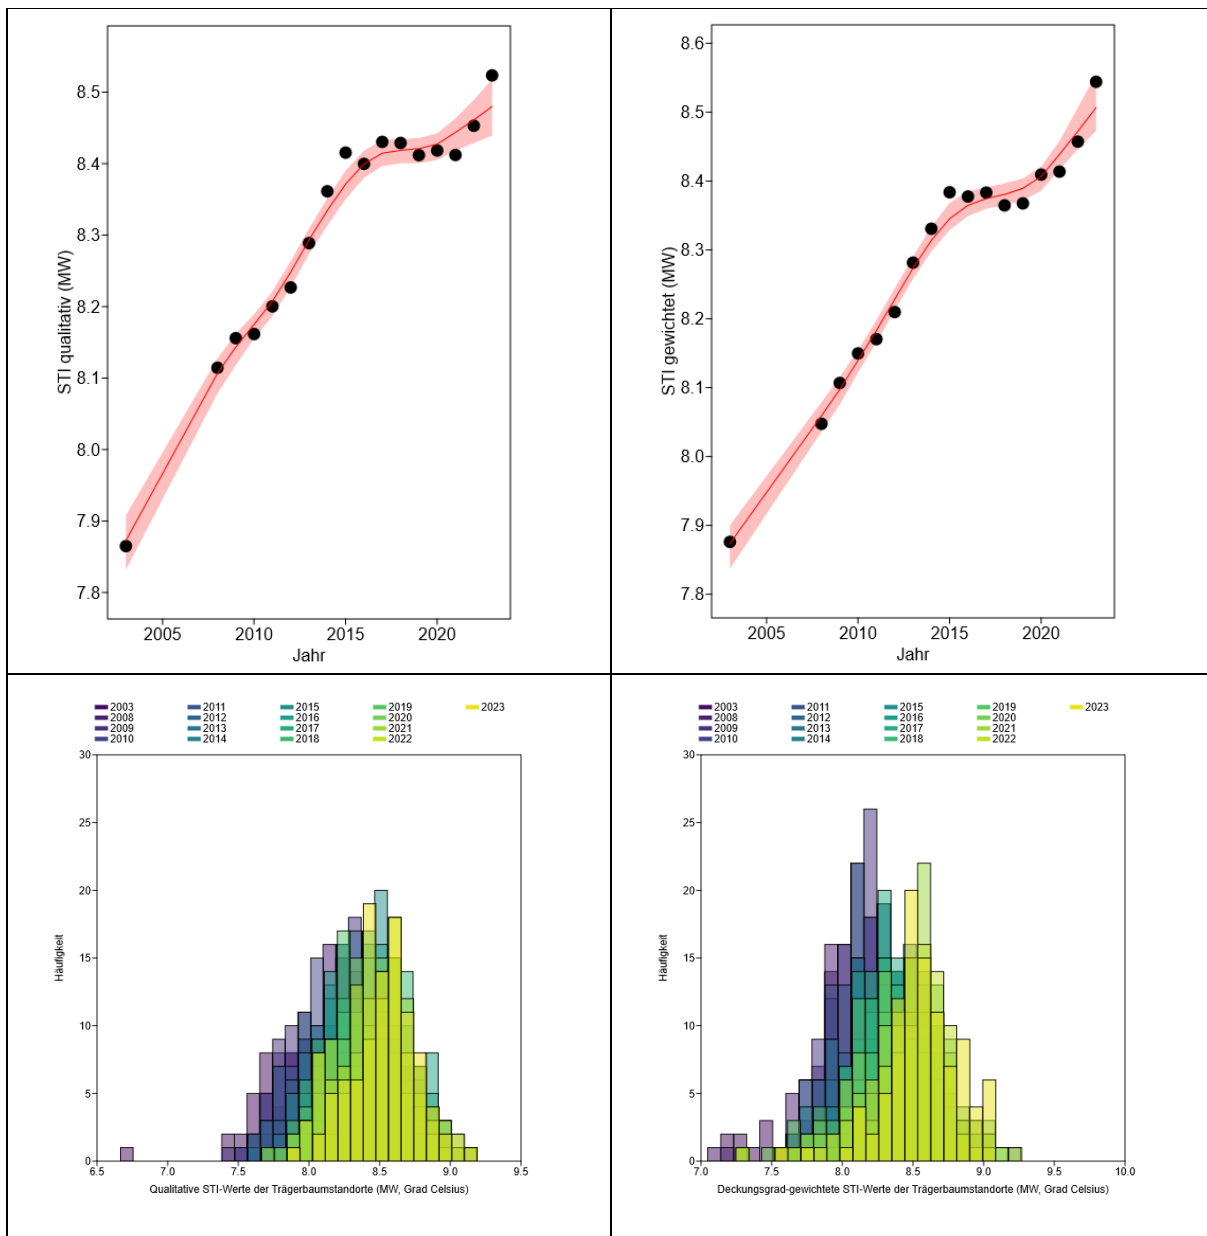 8.5
8.4
8.3
8.2
8.1
8.0
7.9
7.8
STI qualitativ (MW)
2005 2010 2015 2020
Jahr
8.6
8.5
8.4
8.3
8.2
8.1
8.0
7.9
7.8
STI gewichtet (MW)
2005 2010 2015 2020
Jahr
2003 2011 2015 2019 2023
2008 2012 2016 2020
2009 2013 2017 2021
2010 2014 2018 2022
30
25
20
15
10
5
0
Häufigkeit
6.5 7.0 7.5 8.0 8.5 9.0 9.5
Qualitative STI-Werte der Trägerbaumstandorte (MW, Grad Celsius)
2003 2011 2015 2019 2023
2008 2012 2016 2020
2009 2013 2017 2021
2010 2014 2018 2022
30
25
20
15
10
5
0
Häufigkeit
7.0 7.5 8.0 8.5 9.0 9.5 10.0
Deckungsgrad-gewichtete STI-Werte der Trägerbaumstandorte (MW, Grad Celsius)